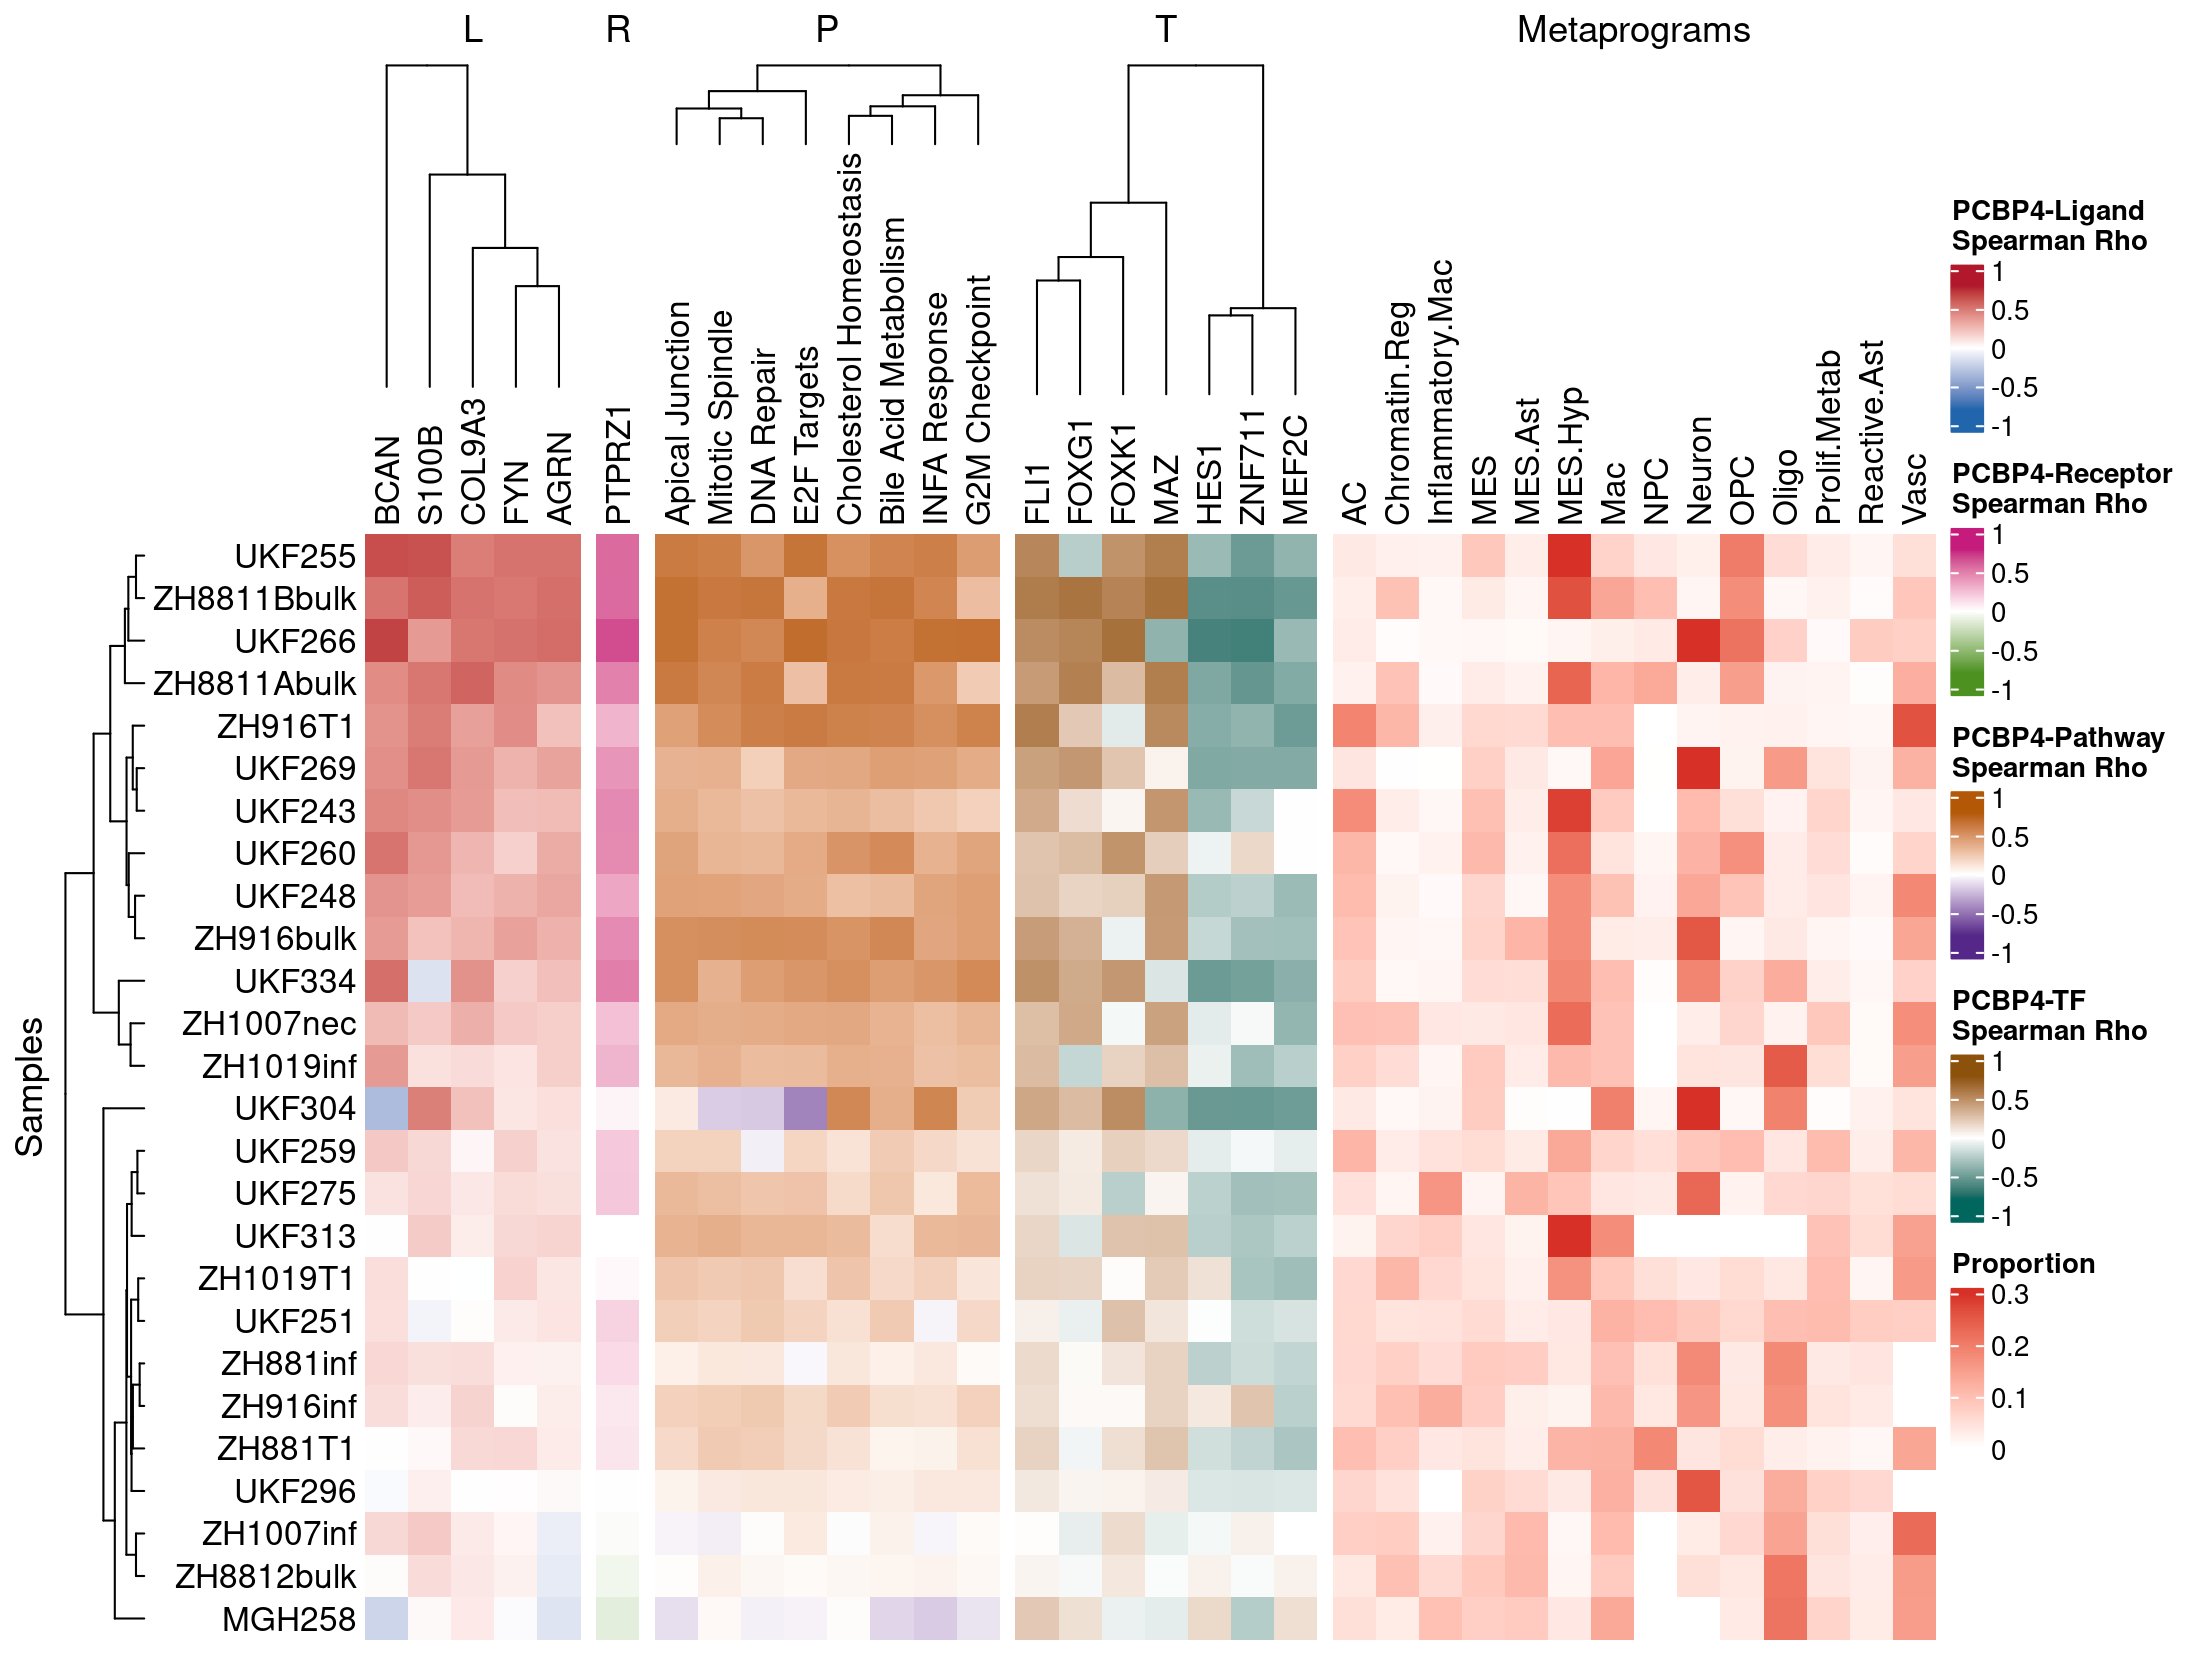 L R P T Metaprograms
BCAN
S100B
COL9A3
FYN
AGRN
PTPRZ1
Apical Junction
Mitotic Spindle
DNA Repair
E2F Targets
Cholesterol Homeostasis
Bile Acid Metabolism
INFA Response
G2M Checkpoint
FLI1
FOXG1
FOXK1
MAZ
HES1
ZNF711
MEF2C
AC
Chromatin.Reg
Inflammatory.Mac
MES
MES.Ast
MES.Hyp
Mac
NPC
Neuron
OPC
Oligo
Prolif.Metab
Reactive.Ast
Vasc
Samples
UKF255
ZH8811Bbulk
UKF266
ZH8811Abulk
ZH916T1
UKF269
UKF243
UKF260
UKF248
ZH916bulk
UKF334
ZH1007nec
ZH1019inf
UKF304
UKF259
UKF275
UKF313
ZH1019T1
UKF251
ZH881inf
ZH916inf
ZH881T1
UKF296
ZH1007inf
ZH8812bulk
MGH258
PCBP4-Ligand
Spearman Rho
1
0.5
0
-0.5
-1
PCBP4-Receptor
Spearman Rho
1
0.5
0
-0.5
-1
PCBP4-Pathway
Spearman Rho
1
0.5
0
-0.5
-1
PCBP4-TF
Spearman Rho
1
0.5
0
-0.5
-1
Proportion
0.3
0.2
0.1
0